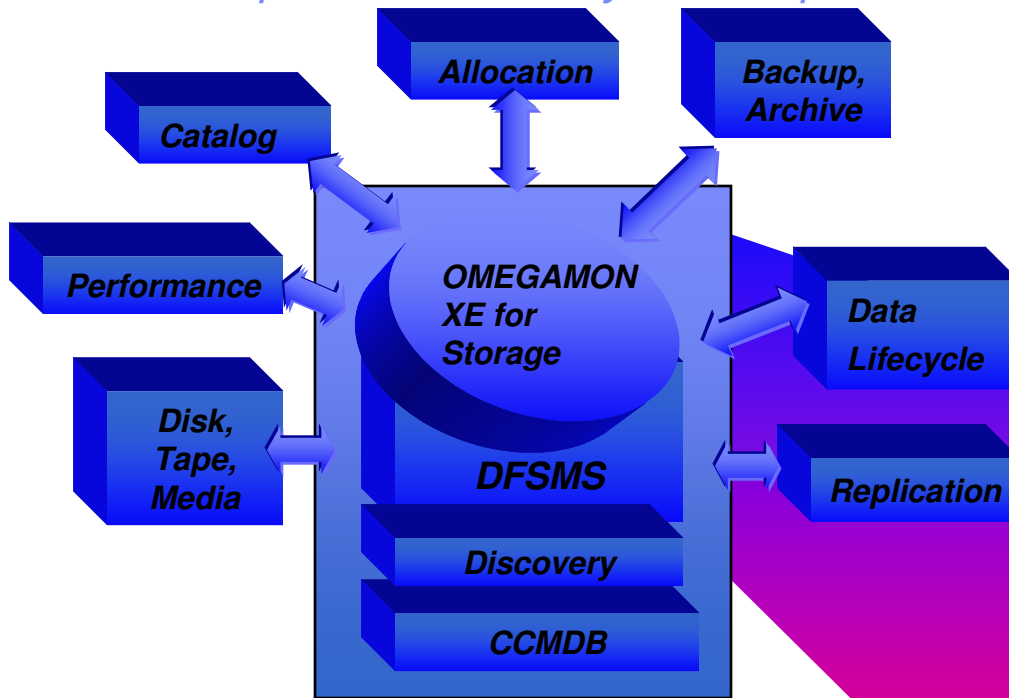 Allocation
Backup,
Archive
Catalog
Performance
OMEGAMON
XE for
Storage
Data
Lifecycle
Disk,
Tape,
Media
DFSMS
Replication
Discovery
CCMDB